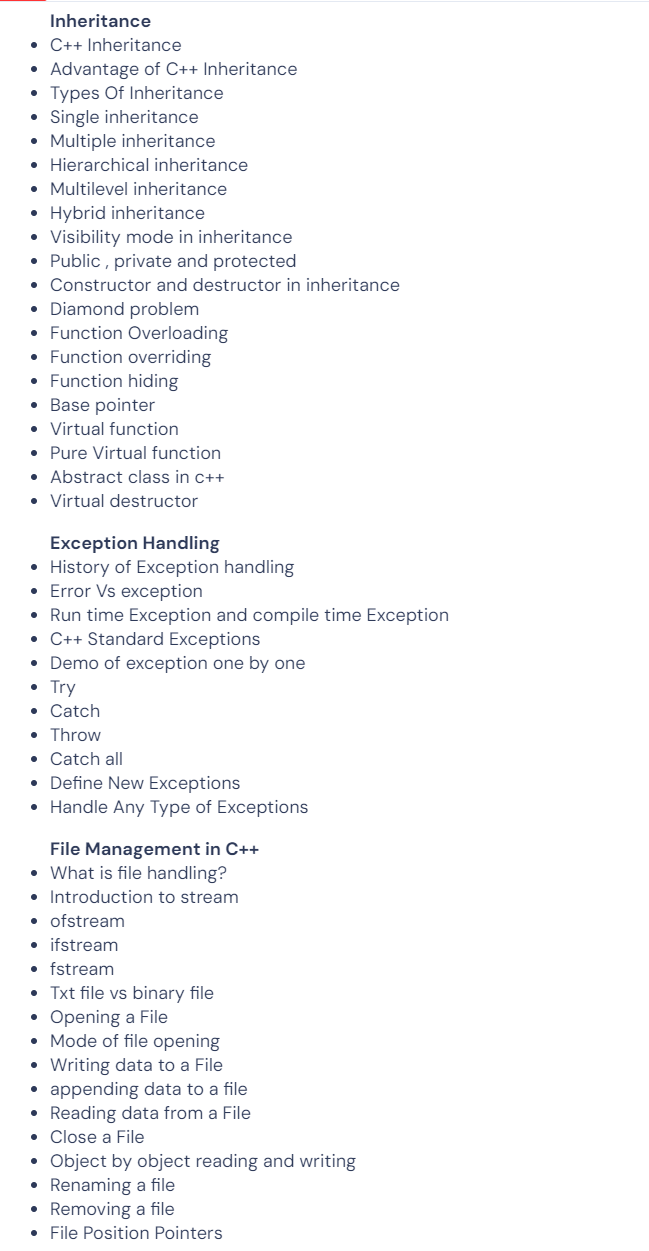 Inheritance
C++ Inheritance
Advantage of C++ Inheritance
Types Of Inheritance
Single inheritance
Multiple inheritance
Hierarchical inheritance
Multilevel inheritance
Hybrid inheritance
Visibility mode in inheritance
Public , private and protected
Constructor and destructor in inheritance
Diamond problem
Function Overloading
Function overriding
Function hiding
Base pointer
Virtual function
Pure Virtual function
Abstract class in c++
Virtual destructor
Exception Handling
History of Exception handling
Error Vs exception
Run time Exception and compile time Exception
C++ Standard Exceptions
Demo of exception one by one
Try
Catch
Throw
Catch all
Define New Exceptions
Handle Any Type of Exceptions
File Management in C++
What is file handling?
Introduction to stream
ofstream
ifstream
fstream
Txt file vs binary file
Opening a File
Mode of file opening
Writing data to a File
appending data to a file
Reading data from a File
Close a File
Object by object reading and writing
Renaming a file
Removing a file
File Position Pointers